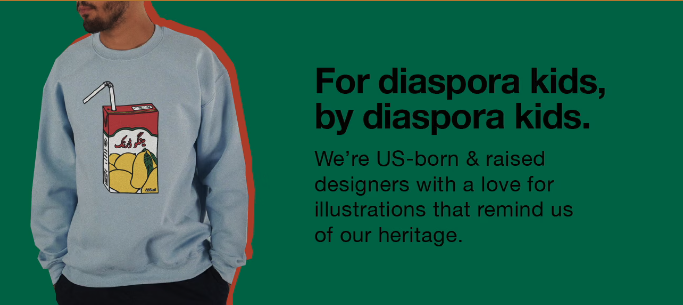 For diaspora kids,
by diaspora kids.
We're US-born & raised
designers with a love for
illustrations that remind us
of our heritage.